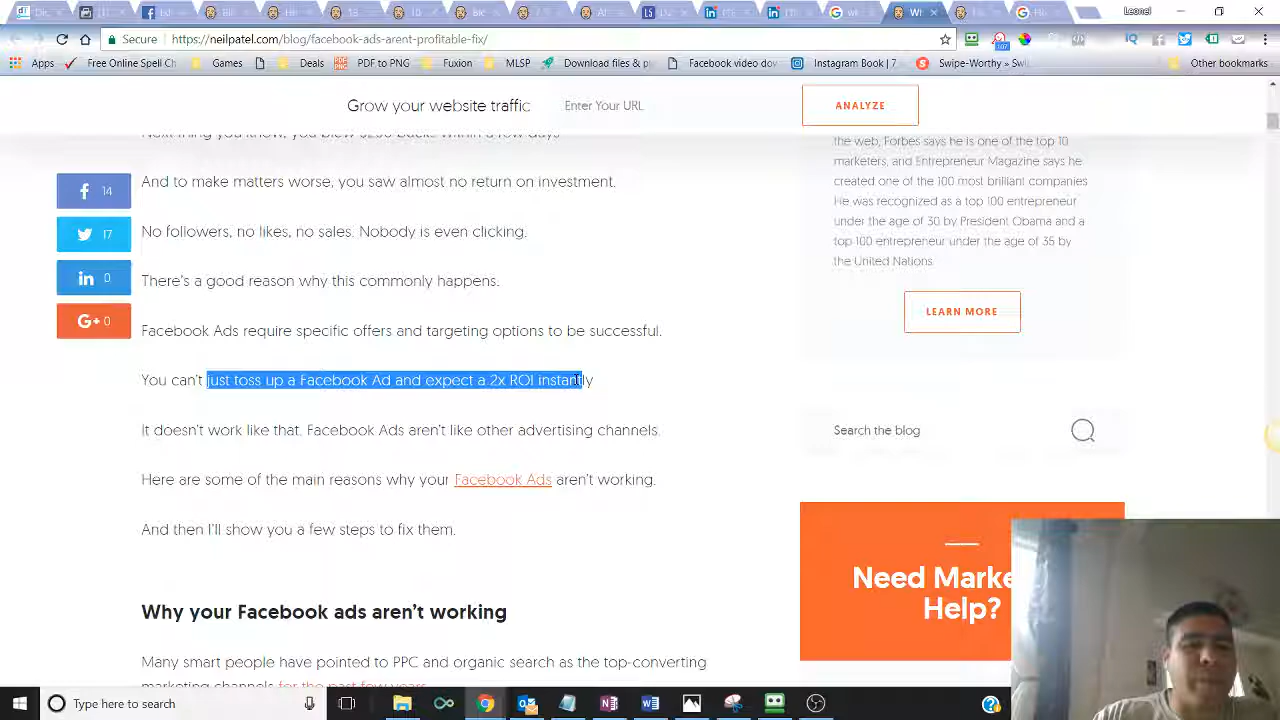 Leonel
Secure
https://neilpatel.com/blog/facebook-ads-arent-profitable-fix/
Apps
Free Online Spell Ch
Games
Deals
PDF to PNG
Fuxion
MLSP
Download files & p
Facebook video dov
Instagram Book | 7
Swipe-Worthy » Swi
Other bookmarks
Grow your website traffic
Enter Your URL
ANALYZE
And to make matters worse, you saw almost no return on investment.
No followers, no likes, no sales. Nobody is even clicking.
There's a good reason why this commonly happens.
Facebook Ads require specific offers and targeting options to be successful.
You can't just toss up a Facebook Ad and expect a 2x ROI instantly
It doesn't work like that. Facebook Ads aren't like other advertising channels.
Here are some of the main reasons why your Facebook Ads aren't working.
And then I'll show you a few steps to fix them.
Why your Facebook ads aren't working
Many smart people have pointed to PPC and organic search as the top-converting
marketing channels for the past few years.
14
17
in 0
G+ 0
the web, Forbes says he is one of the top 10
marketers, and Entrepreneur Magazine says he
created one of the 100 most brilliant companies
He was recognized as a top 100 entrepreneur
under the age of 30 by President Obama and a
top 100 entrepreneur under the age of 35 by
the United Nations.
LEARN MORE
Search the blog
Need Marke
Help?
Type here to search